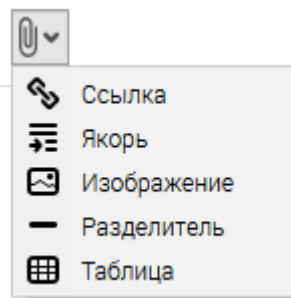 Ссылка
Якорь
Изображение
Разделитель
Таблица